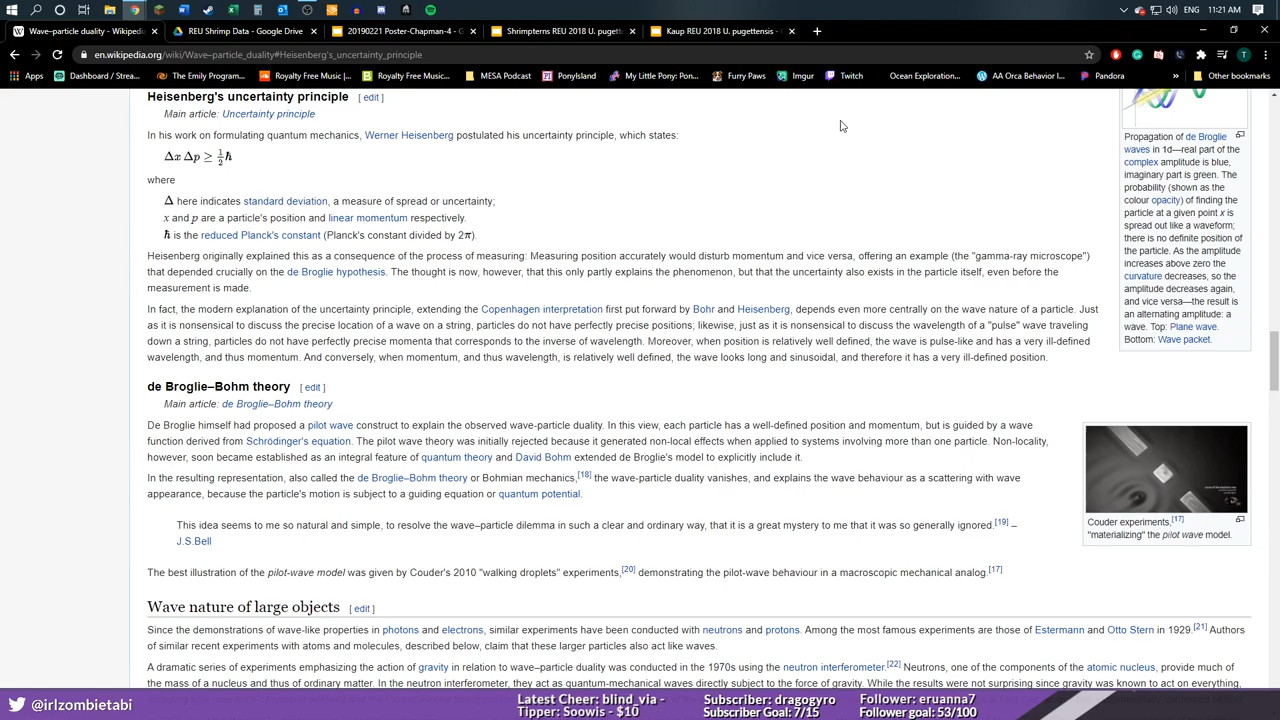 ENG 11:21 AM
Wave–particle duality - Wikiped
REU Shrimp Data - Google Drive
20190221 Poster-Chapman-4 - G
Shrimpterns REU 2018 U. pugett
Kaup REU 2018 U. pugettensis -
en.wikipedia.org/wiki/Wave–particle_duality#Heisenberg's_uncertainty_principle
Apps Dashboard / Stre... The Emily Program... Royalty Free Music... Royalty Free Music... MESA Podcast PonyIsland My Little Pony: Pon... Furry Paws Imgur Twitch Ocean Exploration... AA Orca Behavior I... Pandora » Other bookmarks
Heisenberg's uncertainty principle [ edit ]
Main article: Uncertainty principle
In his work on formulating quantum mechanics, Werner Heisenberg postulated his uncertainty principle, which states:
Δx Δp ≥ ½ħ
where
Δ here indicates standard deviation, a measure of spread or uncertainty;
x and p are a particle's position and linear momentum respectively.
ħ is the reduced Planck's constant (Planck's constant divided by 2π).
Heisenberg originally explained this as a consequence of the process of measuring: Measuring position accurately would disturb momentum and vice versa, offering an example (the "gamma-ray microscope")
that depended crucially on the de Broglie hypothesis. The thought is now, however, that this only partly explains the phenomenon, but that the uncertainty also exists in the particle itself, even before the
measurement is made.
In fact, the modern explanation of the uncertainty principle, extending the Copenhagen interpretation first put forward by Bohr and Heisenberg, depends even more centrally on the wave nature of a particle. Just
as it is nonsensical to discuss the precise location of a wave on a string, particles do not have perfectly precise positions; likewise, just as it is nonsensical to discuss the wavelength of a "pulse" wave traveling
down a string, particles do not have perfectly precise momenta that corresponds to the inverse of wavelength. Moreover, when position is relatively well defined, the wave is pulse-like and has a very ill-defined
wavelength, and thus momentum. And conversely, when momentum, and thus wavelength, is relatively well defined, the wave looks long and sinusoidal, and therefore it has a very ill-defined position.
Propagation of de Broglie
waves in 1d—real part of the
complex amplitude is blue,
imaginary part is green. The
probability (shown as the
colour opacity) of finding the
particle at a given point x is
spread out like a waveform;
there is no definite position of
the particle. As the amplitude
increases above zero the
curvature decreases, so the
amplitude decreases again,
and vice versa—the result is
an alternating amplitude: a
wave. Top: Plane wave.
Bottom: Wave packet.
de Broglie–Bohm theory [ edit ]
Main article: de Broglie–Bohm theory
De Broglie himself had proposed a pilot wave construct to explain the observed wave-particle duality. In this view, each particle has a well-defined position and momentum, but is guided by a wave
function derived from Schrödinger's equation. The pilot wave theory was initially rejected because it generated non-local effects when applied to systems involving more than one particle. Non-locality,
however, soon became established as an integral feature of quantum theory and David Bohm extended de Broglie's model to explicitly include it.
In the resulting representation, also called the de Broglie–Bohm theory or Bohmian mechanics,[18] the wave-particle duality vanishes, and explains the wave behaviour as a scattering with wave
appearance, because the particle's motion is subject to a guiding equation or quantum potential.
This idea seems to me so natural and simple, to resolve the wave–particle dilemma in such a clear and ordinary way, that it is a great mystery to me that it was so generally ignored.[19] –
J.S.Bell
The best illustration of the pilot-wave model was given by Couder's 2010 "walking droplets" experiments,[20] demonstrating the pilot-wave behaviour in a macroscopic mechanical analog.[17]
Couder experiments,[17]
"materializing" the pilot wave model.
Wave nature of large objects [ edit ]
Since the demonstrations of wave-like properties in photons and electrons, similar experiments have been conducted with neutrons and protons. Among the most famous experiments are those of Estermann and Otto Stern in 1929.[21] Authors
of similar recent experiments with atoms and molecules, described below, claim that these larger particles also act like waves.
A dramatic series of experiments emphasizing the action of gravity in relation to wave–particle duality was conducted in the 1970s using the neutron interferometer.[22] Neutrons, one of the components of the atomic nucleus, provide much of
the mass of a nucleus and thus of ordinary matter. In the neutron interferometer, they act as quantum-mechanical waves directly subject to the force of gravity. While the results were not surprising since gravity was known to act on everything,
@irlzombietabi
Latest Cheer: blind_via -
Tipper: Soowis - $10
Subscriber: dragogyro
Subscriber Goal: 7/15
Follower: eruanna7
Follower goal: 53/100